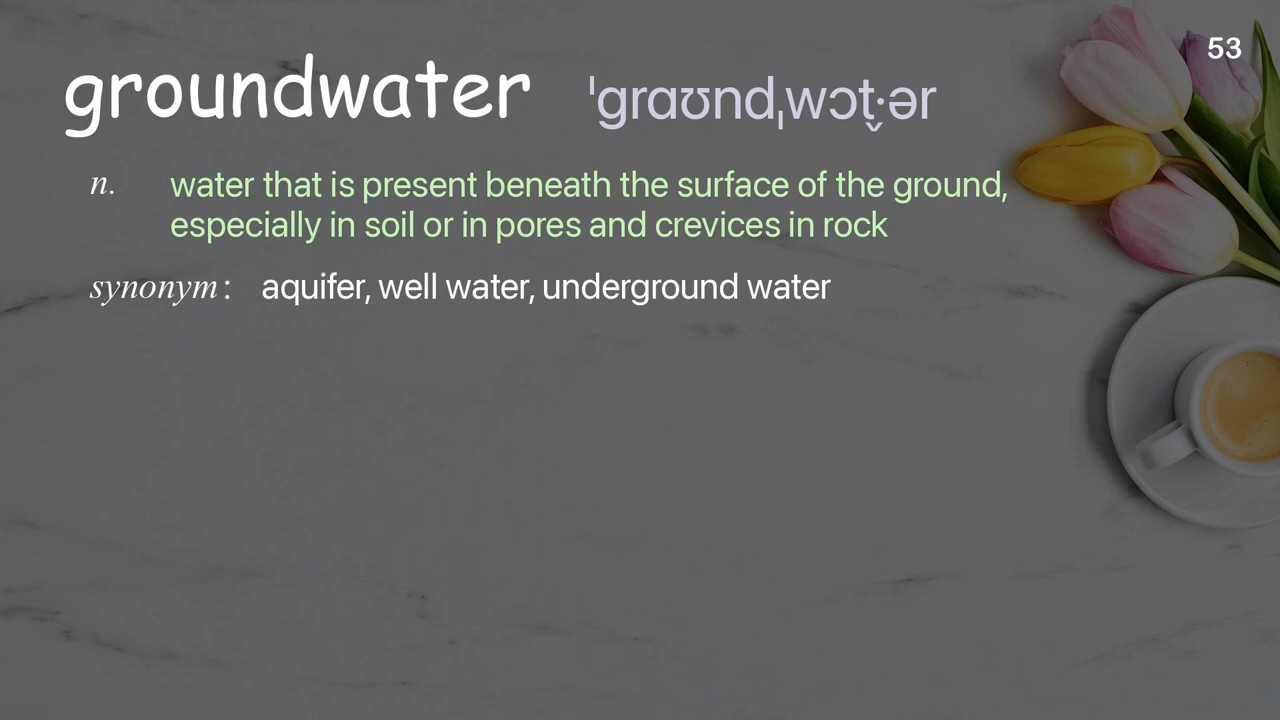 53
groundwater ˈɡraʊndˌwɔt̬·ər
n. water that is present beneath the surface of the ground,
especially in soil or in pores and crevices in rock
synonym: aquifer, well water, underground water